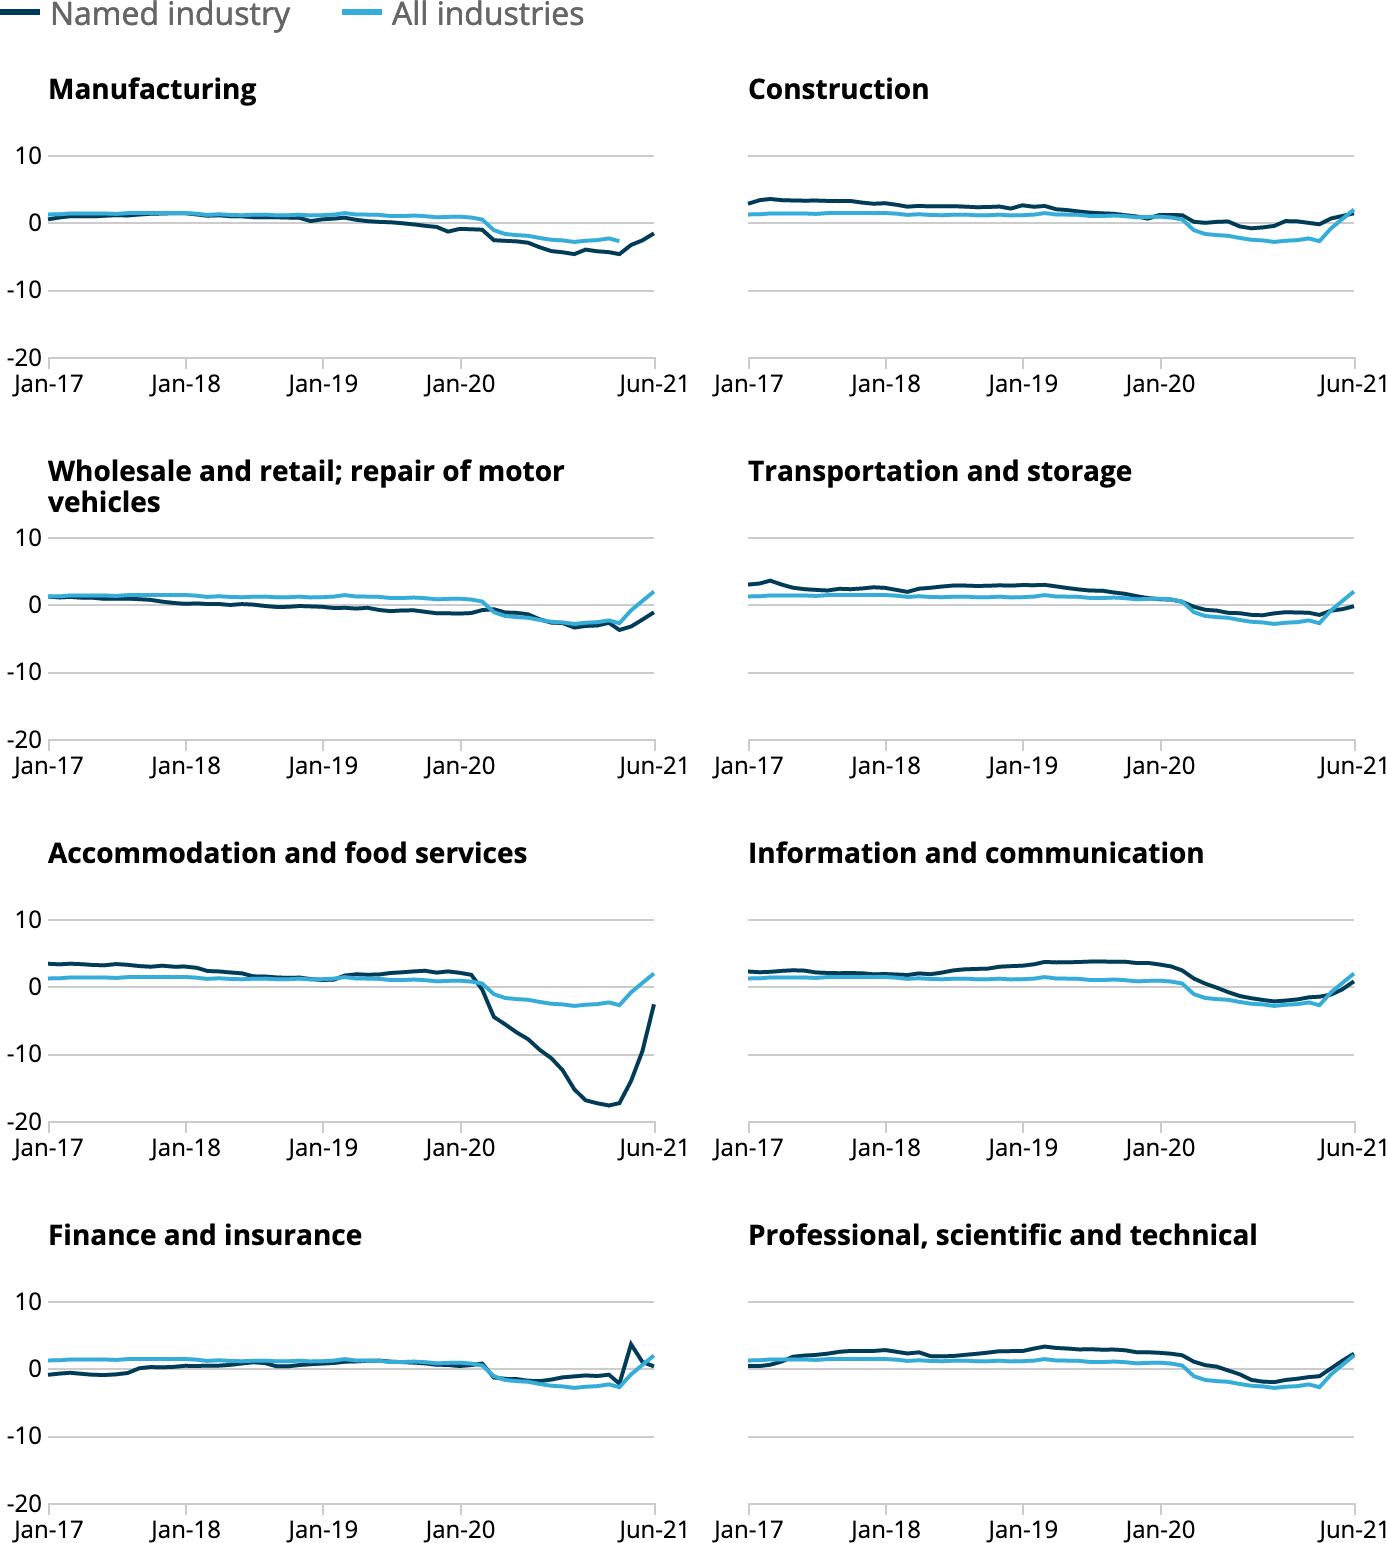 Named industry All industries
Manufacturing
10
0
-10
-20
Jan-17 Jan-18 Jan-19 Jan-20 Jun-21
Construction
Jan-17 Jan-18 Jan-19 Jan-20 Jun-21
Wholesale and retail; repair of motor
vehicles
10
0
-10
-20
Jan-17 Jan-18 Jan-19 Jan-20 Jun-21
Transportation and storage
Jan-17 Jan-18 Jan-19 Jan-20 Jun-21
Accommodation and food services
10
0
-10
-20
Jan-17 Jan-18 Jan-19 Jan-20 Jun-21
Information and communication
Jan-17 Jan-18 Jan-19 Jan-20 Jun-21
Finance and insurance
10
0
-10
-20
Jan-17 Jan-18 Jan-19 Jan-20 Jun-21
Professional, scientific and technical
Jan-17 Jan-18 Jan-19 Jan-20 Jun-21